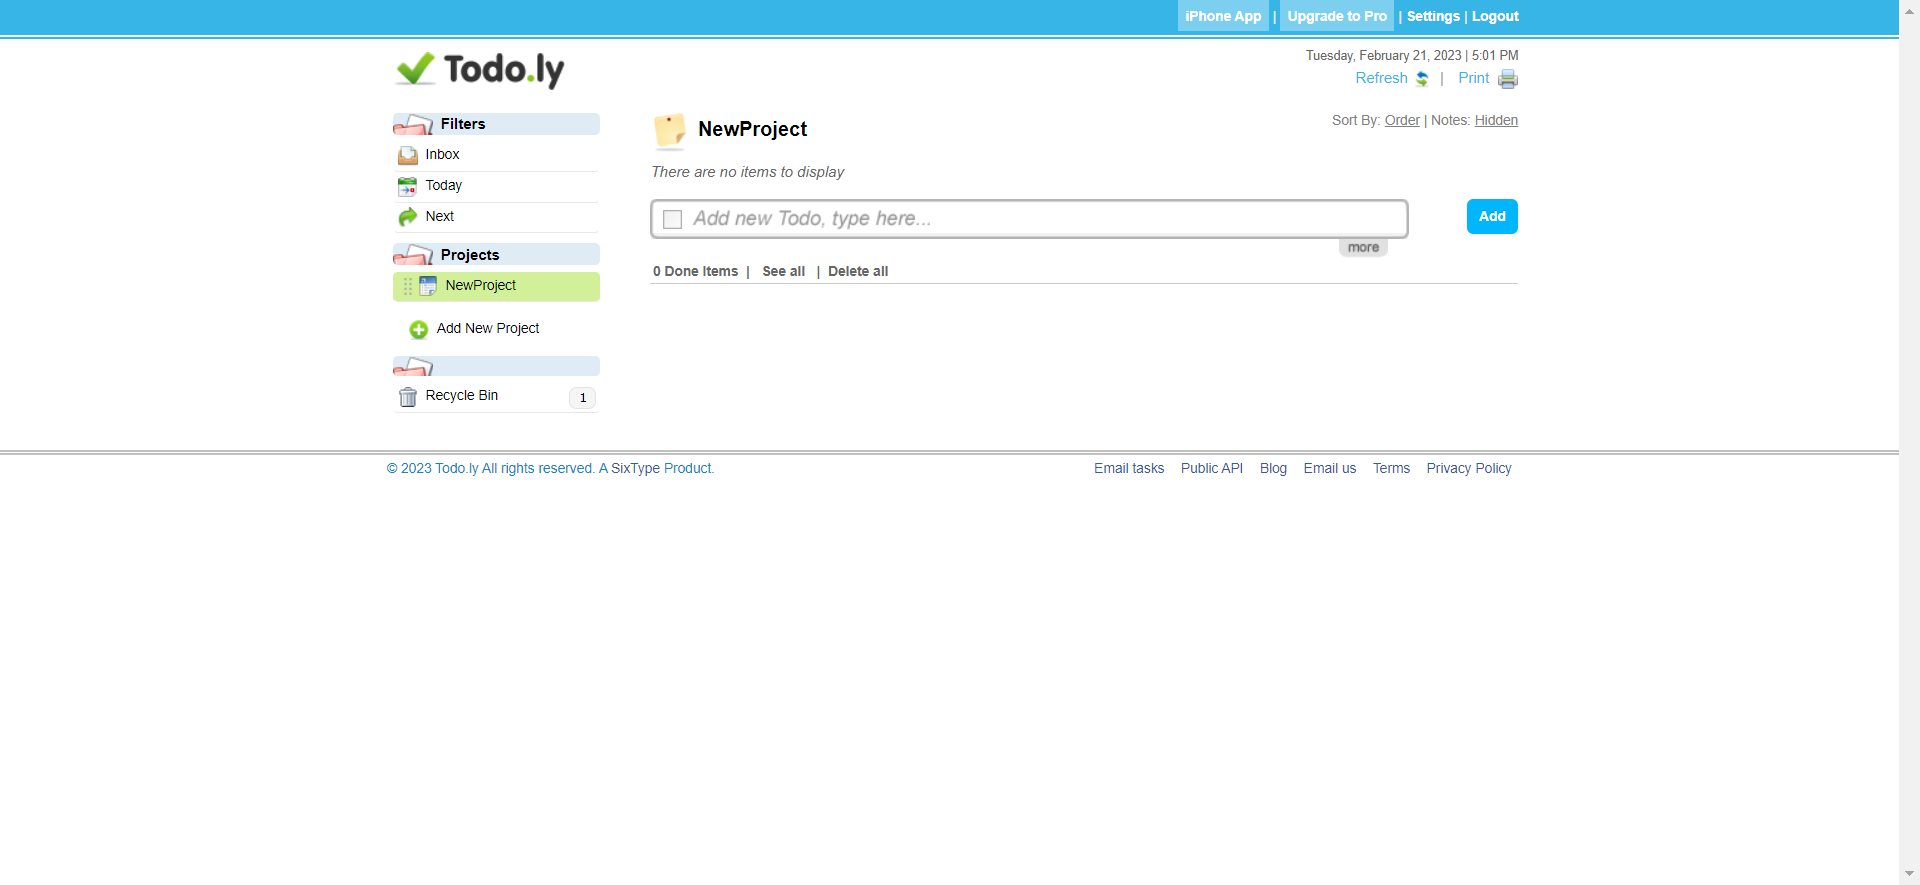 iPhone App | Upgrade to Pro | Settings | Logout
Todo.ly
Tuesday, February 21, 2023 | 5:01 PM
Refresh | Print
Filters
Inbox
Today
Next
Projects
NewProject
Add New Project
Recycle Bin 1
NewProject
Sort By: Order | Notes: Hidden
There are no items to display
Add new Todo, type here...
Add
more
0 Done Items | See all | Delete all
© 2023 Todo.ly All rights reserved. A SixType Product.
Email tasks Public API Blog Email us Terms Privacy Policy